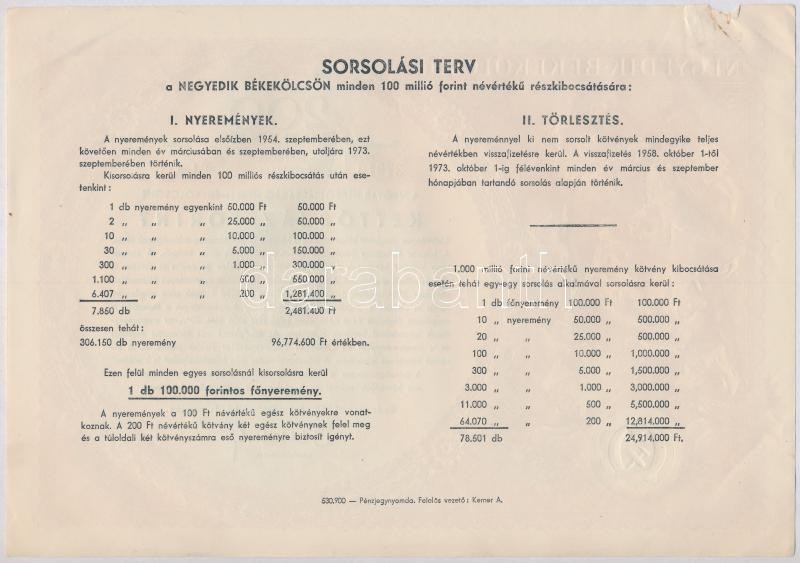 SORSOLÁSI TERV
a NEGYEDIK BÉKEKÖLCSÖN minden 100 millió forint névértékű részkibocsátására:
I. NYEREMÉNYEK.
A nyeremények sorsolása elsőízben 1954. szeptemberében, ezt
követően minden év márciusában és szeptemberében, utoljára 1973.
szeptemberében történik.
Kisorsolásra kerül minden 100 milliós részkibocsátás után ese-
tenkint:
1 db nyeremény egyenkint 50.000 Ft 50.000 Ft
2 „ „ „ 25.000 „ 50.000 „
10 „ „ „ 10.000 „ 100.000 „
30 „ „ „ 5.000 „ 150.000 „
300 „ „ „ 1.000 „ 300.000 „
1.100 „ „ „ 500 „ 550.000 „
6.407 „ „ „ 200 „ 1,281.400 „
7.850 db 2,481.400 Ft
összesen tehát:
306.150 db nyeremény 96,774.600 Ft értékben.
Ezen felül minden egyes sorsolásnál kisorsolásra kerül
1 db 100.000 forintos főnyeremény.
A nyeremények a 100 Ft névértékű egész kötvényekre vonat-
koznak. A 200 Ft névértékű kötvány két egész kötvénynek felel meg
és a túloldali két kötvényszámra eső nyereményre biztosit igényt.
II. TÖRLESZTÉS.
A nyereménnyel ki nem sorsolt kötvények mindegyike teljes
névértékben visszafizetésre kerül. A visszafizetés 1958. október 1-től
1973. október 1-ig félévenkint minden év március és szeptember
hónapjában tartandó sorsolás alapján történik.
1.000 millió forint névértékű nyeremény kötvény kibocsátása
esetén tehát egy-egy sorsolás alkalmával sorsolásra kerül:
1 db főnyeremény 100.000 Ft 100.000 Ft
10 „ nyeremény 50.000 „ 500.000 „
20 „ „ 25.000 „ 500.000 „
100 „ „ 10.000 „ 1,000.000 „
300 „ „ 5.000 „ 1,500.000 „
3.000 „ „ 1.000 „ 3,000.000 „
11.000 „ „ 500 „ 5,500.000 „
64.070 „ „ 200 „ 12,814.000 „
78.501 db 24,914.000 Ft.
530.900 — Pénzjegynyomda. Felelős vezető: Kemer A.
darabanth